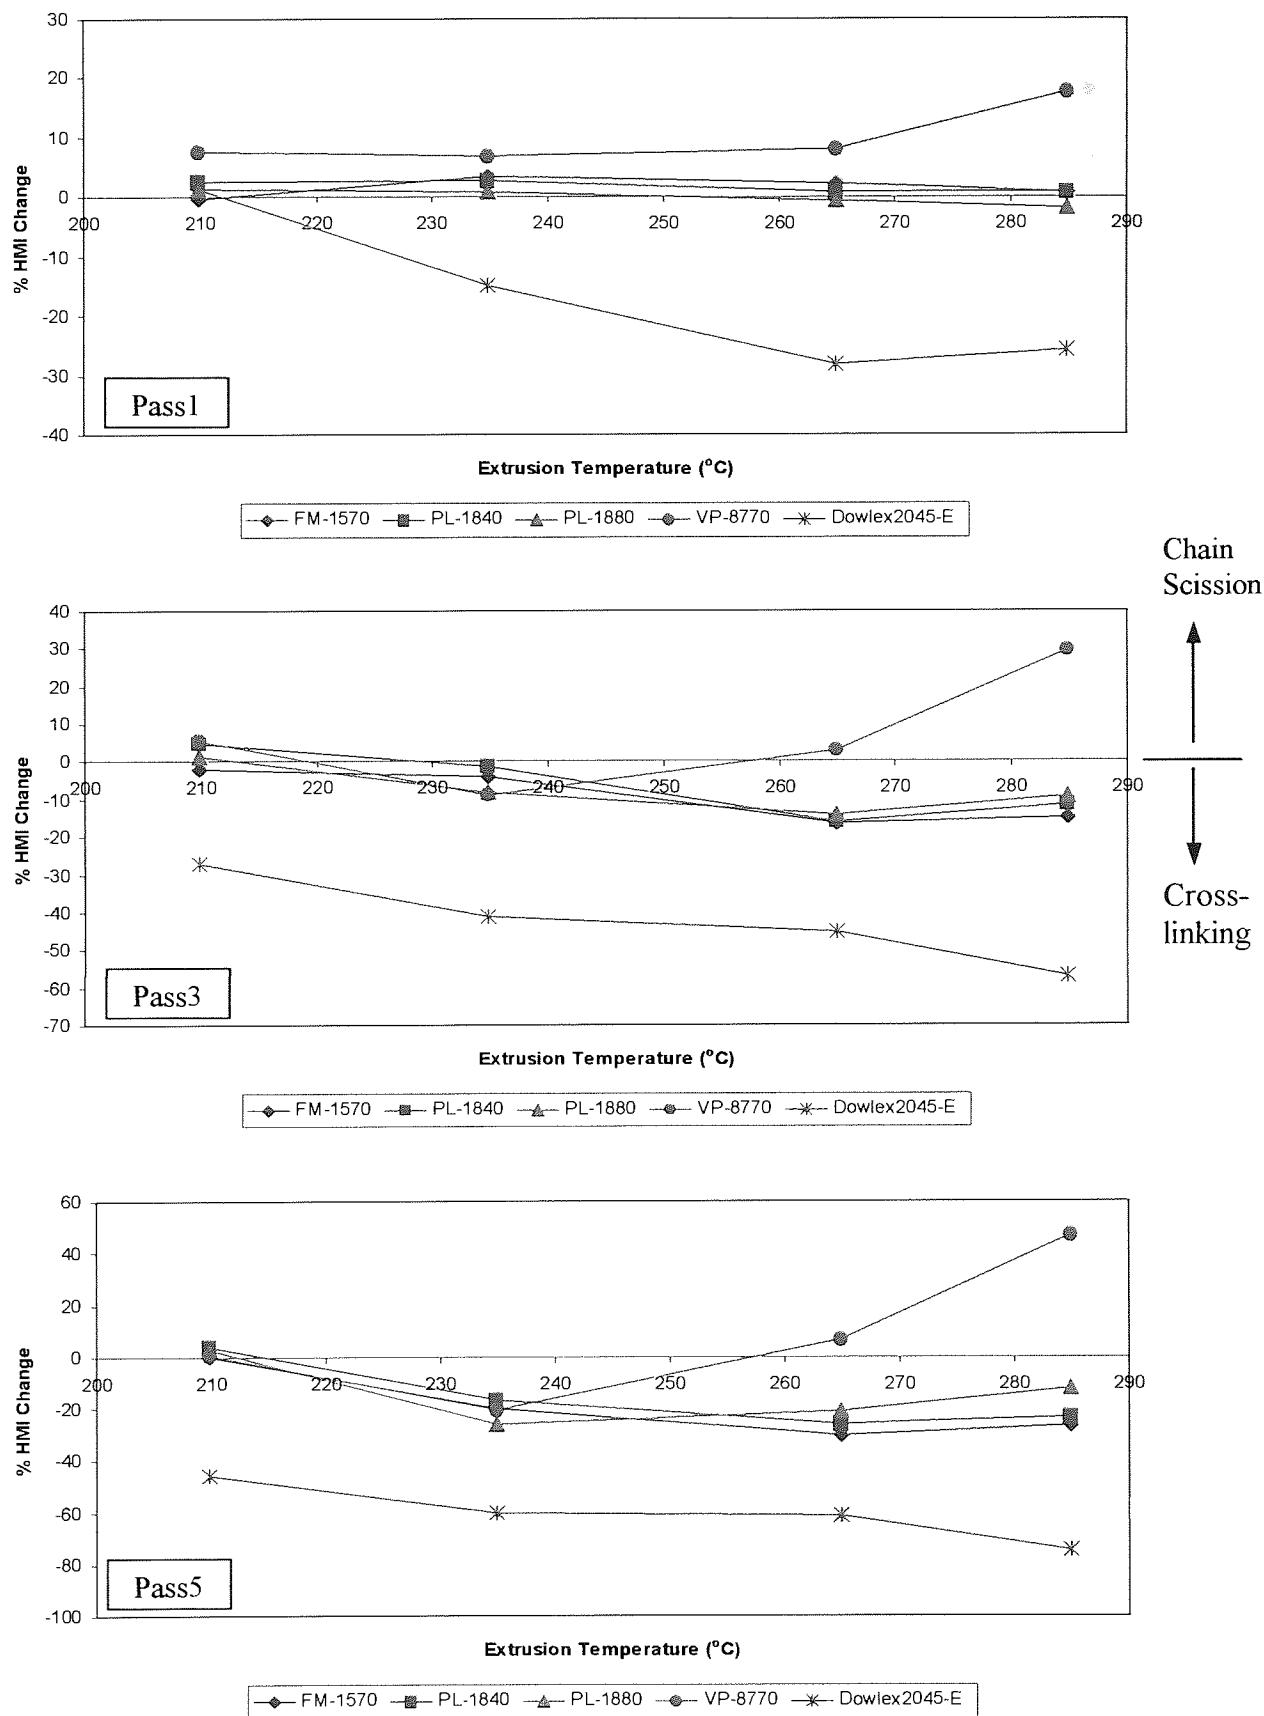 30
20
10
0
-10
-20
-30
-40
% HMI Change
200 210 220 230 240 250 260 270 280 290
Pass1
Extrusion Temperature (°C)
FM-1570 PL-1840 PL-1880 VP-8770 Dowlex2045-E
Chain
Scission
Cross-
linking
40
30
20
10
0
-10
-20
-30
-40
-50
-60
-70
% HMI Change
200 210 220 230 240 250 260 270 280 290
Pass3
Extrusion Temperature (°C)
FM-1570 PL-1840 PL-1880 VP-8770 Dowlex2045-E
60
40
20
0
-20
-40
-60
-80
-100
% HMI Change
200 210 220 230 240 250 260 270 280 290
Pass5
Extrusion Temperature (°C)
FM-1570 PL-1840 PL-1880 VP-8770 Dowlex2045-E